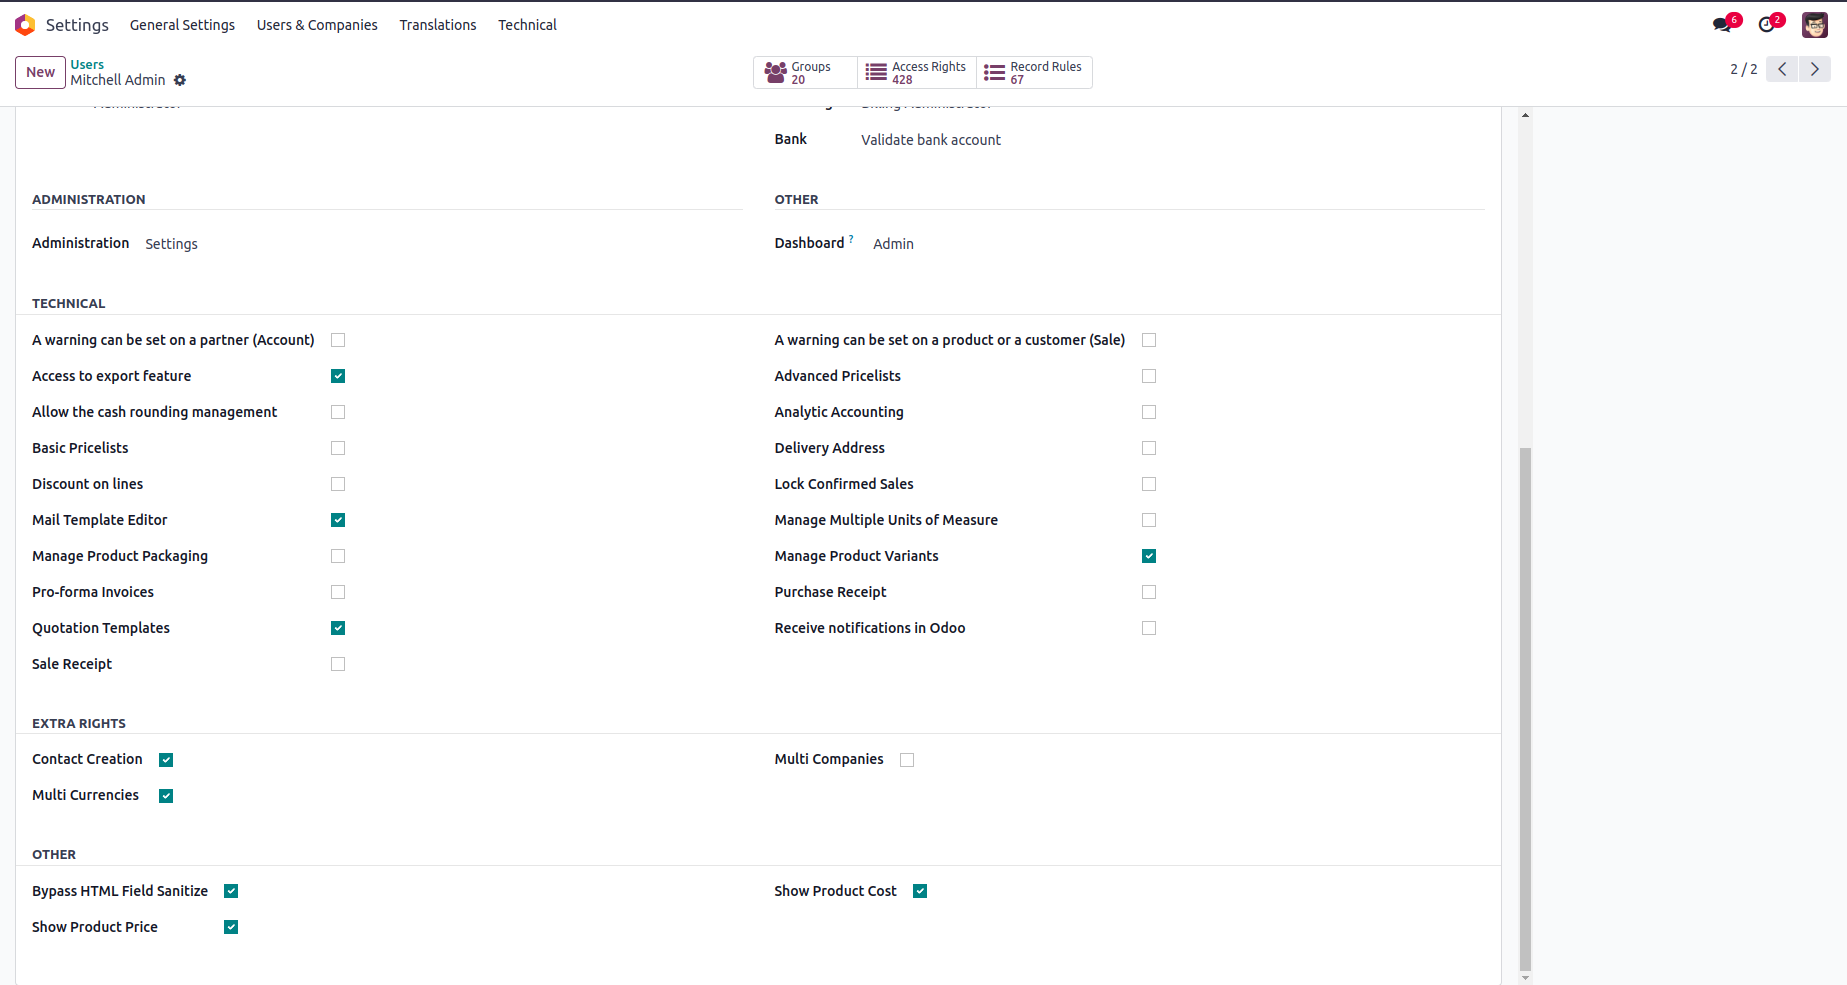 Settings General Settings Users & Companies Translations Technical 6 2
New Users Groups 20 Access Rights 428 Record Rules 67 2 / 2
Mitchell Admin
Bank Validate bank account
ADMINISTRATION OTHER
Administration Settings Dashboard ? Admin
TECHNICAL
A warning can be set on a partner (Account) A warning can be set on a product or a customer (Sale)
Access to export feature Advanced Pricelists
Allow the cash rounding management Analytic Accounting
Basic Pricelists Delivery Address
Discount on lines Lock Confirmed Sales
Mail Template Editor Manage Multiple Units of Measure
Manage Product Packaging Manage Product Variants
Pro-forma Invoices Purchase Receipt
Quotation Templates Receive notifications in Odoo
Sale Receipt
EXTRA RIGHTS
Contact Creation Multi Companies
Multi Currencies
OTHER
Bypass HTML Field Sanitize Show Product Cost
Show Product Price